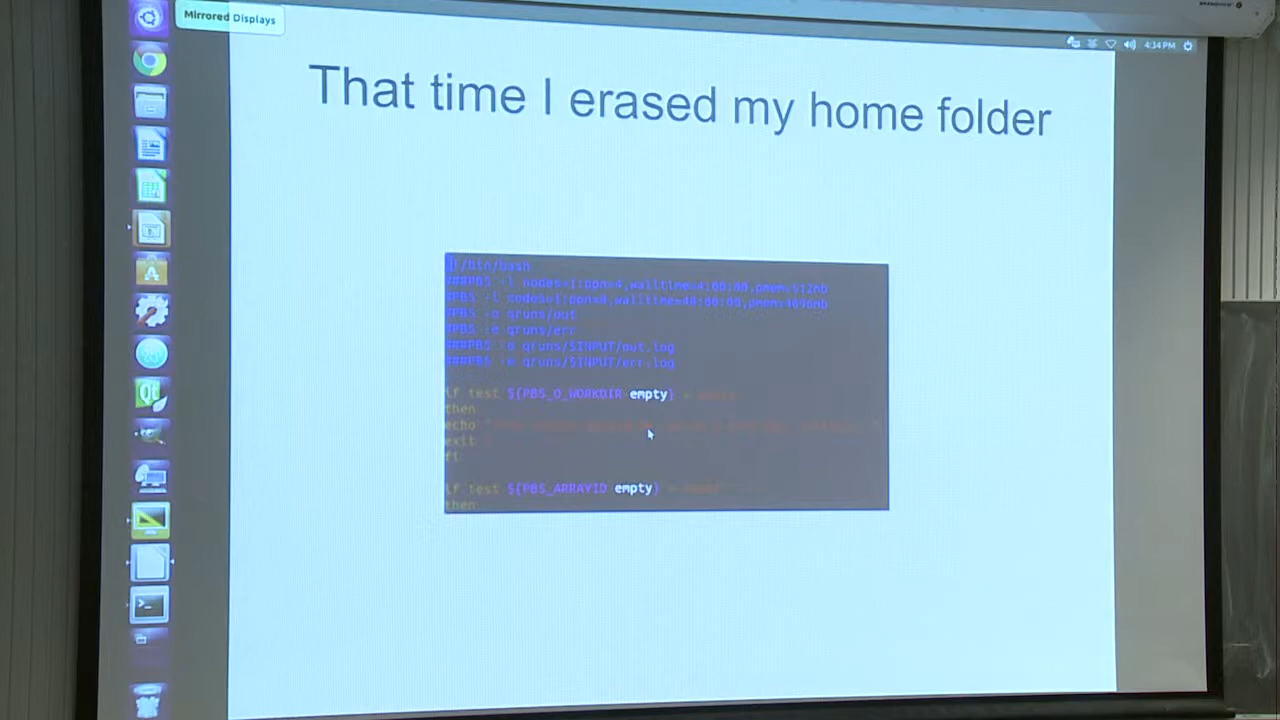 Mirrored Displays
4:34 PM
That time I erased my home folder
#!/bin/bash
###PBS -l nodes=1:ppn=4,walltime=4:00:00,pmem=512mb
#PBS -l nodes=1:ppn=8,walltime=40:00:00,pmem=4096mb
#PBS -o qruns/out
#PBS -e qruns/err
###PBS -o qruns/$INPUT/out.log
###PBS -e qruns/$INPUT/err.log
if test ${PBS_O_WORKDIR-empty} =
then
echo "
exit
fi
if test ${PBS_ARRAYID-empty} =
then